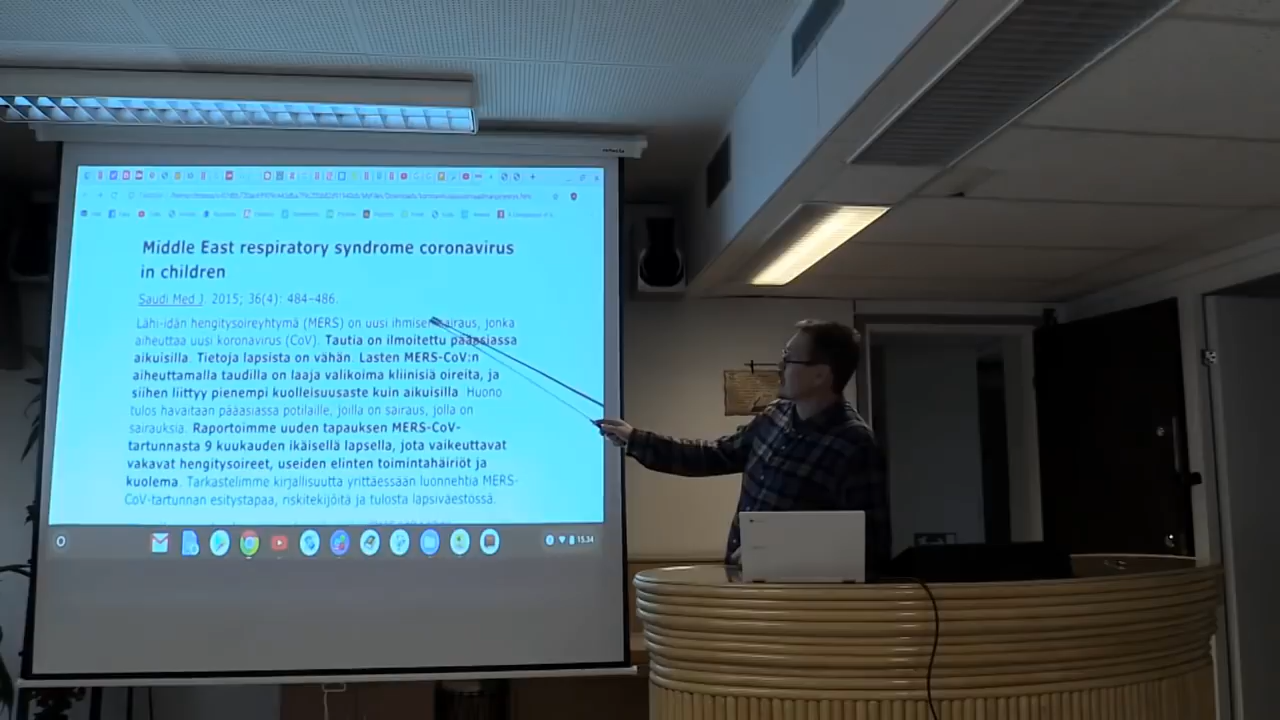 Middle East respiratory syndrome coronavirus
in children
Saudi Med J. 2015; 36(4): 484-486.
Lähi-idän hengitysoireyhtymä (MERS) on uusi ihmisen sairaus, jonka
aiheuttaa uusi koronavirus (CoV). Tautia on ilmoitettu pääasiassa
aikuisilla. Tietoja lapsista on vähän. Lasten MERS-CoV:n
aiheuttamalla taudilla on laaja valikoima kliinisiä oireita, ja
siihen liittyy pienempi kuolleisuusaste kuin aikuisilla. Huono
tulos havaitaan pääasiassa potilaille, joilla on sairaus, jolla on
sairauksia. Raportoimme uuden tapauksen MERS-CoV-
tartunnasta 9 kuukauden ikäisellä lapsella, jota vaikeuttavat
vakavat hengitysoireet, useiden elinten toimintahäiriöt ja
kuolema. Tarkastelimme kirjallisuutta yrittäessään luonnehtia MERS-
CoV-tartunnan esitystapaa, riskitekijöitä ja tulosta lapsiväestössä.
15.34